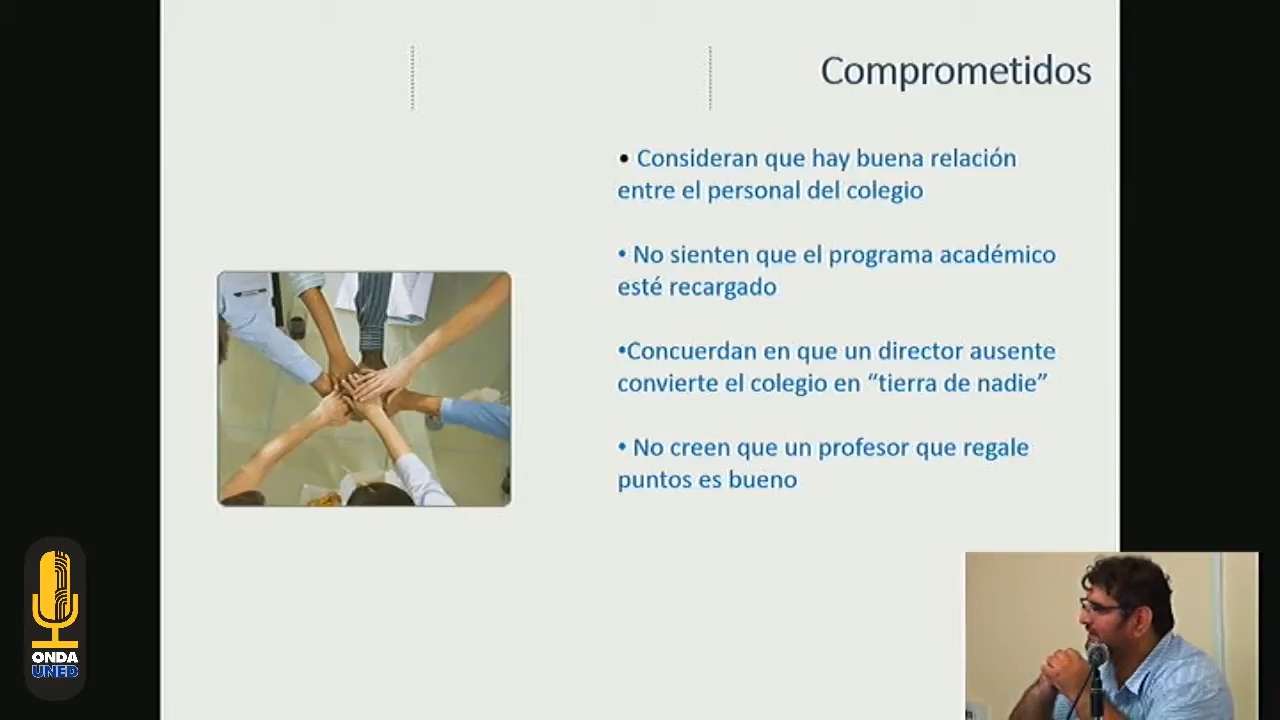 Comprometidos
• Consideran que hay buena relación
entre el personal del colegio
• No sienten que el programa académico
esté recargado
•Concuerdan en que un director ausente
convierte el colegio en “tierra de nadie”
• No creen que un profesor que regale
puntos es bueno
ONDA
UNED